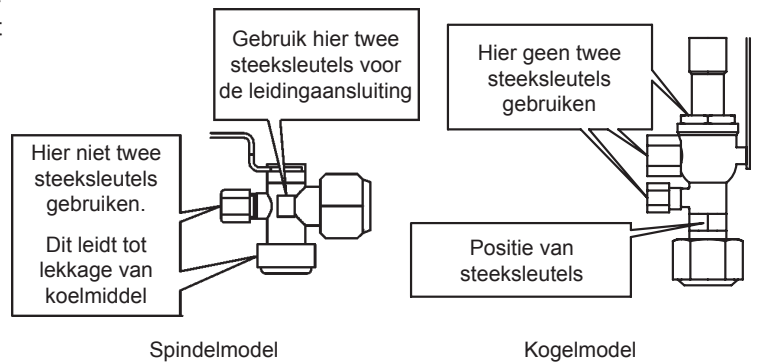 Gebruik hier twee
steeksleutels voor
de leidingaansluiting
Hier niet twee
steeksleutels
gebruiken.
Dit leidt tot
lekkage van
koelmiddel
Spindelmodel
Hier geen twee
steeksleutels
gebruiken
Positie van
steeksleutels
Kogelmodel